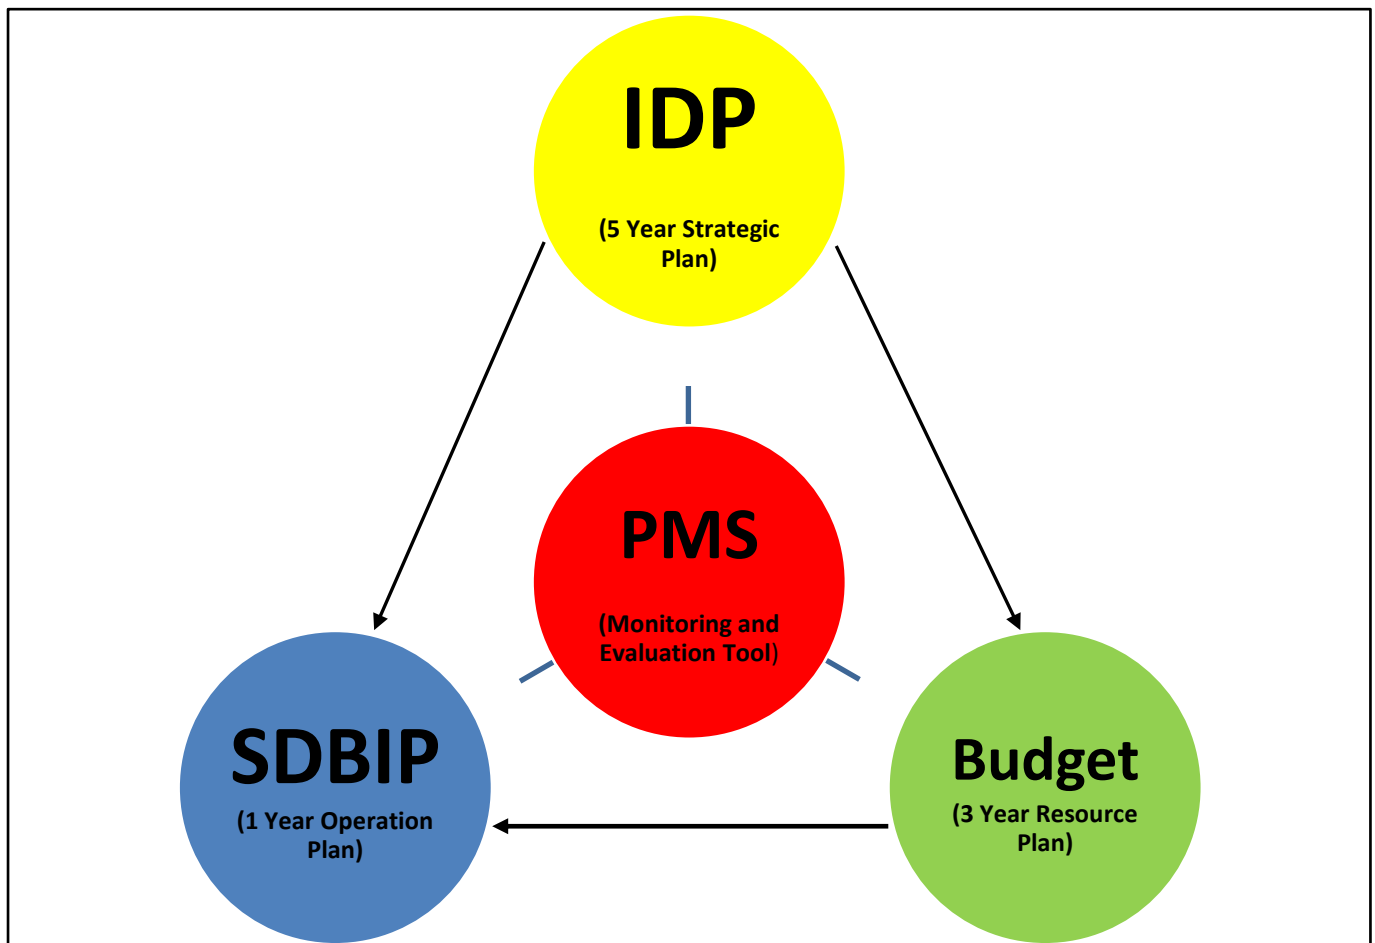 IDP
(5 Year Strategic
Plan)
PMS
(Monitoring and
Evaluation Tool)
SDBIP
(1 Year Operation
Plan)
Budget
(3 Year Resource
Plan)